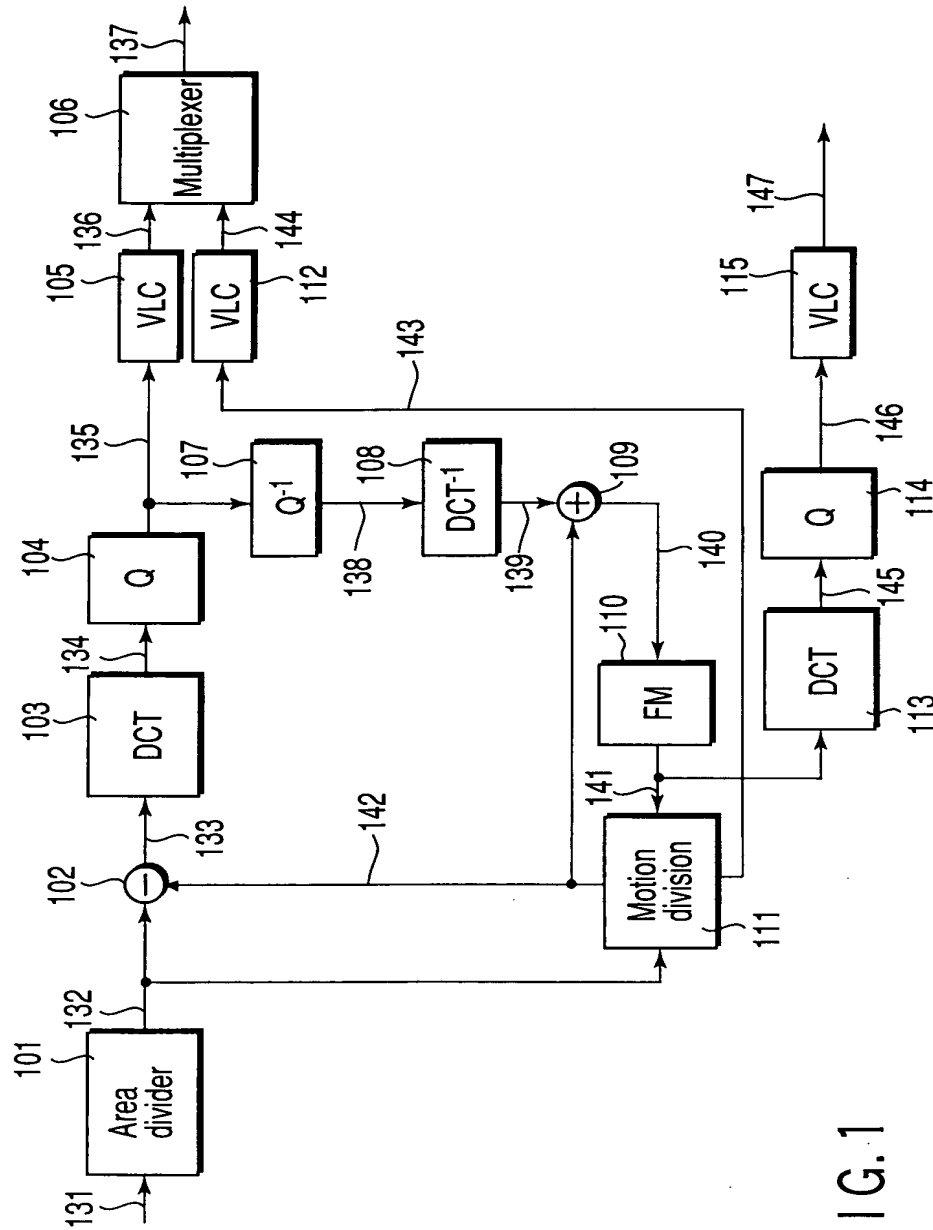 131
Area
divider
101
132
102
−
133
DCT
103
134
Q
104
135
VLC
105
136
Multiplexer
106
137
VLC
112
144
143
Q-1
107
138
DCT-1
108
139
+
109
140
142
FM
110
141
Motion
division
111
DCT
113
145
Q
114
146
VLC
115
147
IG. 1